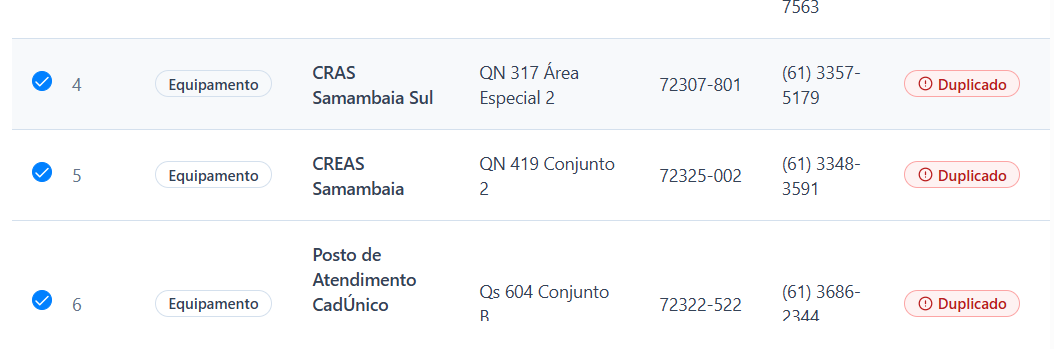 7563
4
Equipamento
CRAS
Samambaia Sul
QN 317 Área
Especial 2
72307-801
(61) 3357-
5179
Duplicado
5
Equipamento
CREAS
Samambaia
QN 419 Conjunto
2
72325-002
(61) 3348-
3591
Duplicado
6
Equipamento
Posto de
Atendimento
CadÚnico
Qs 604 Conjunto
B
72322-522
(61) 3686-
2344
Duplicado